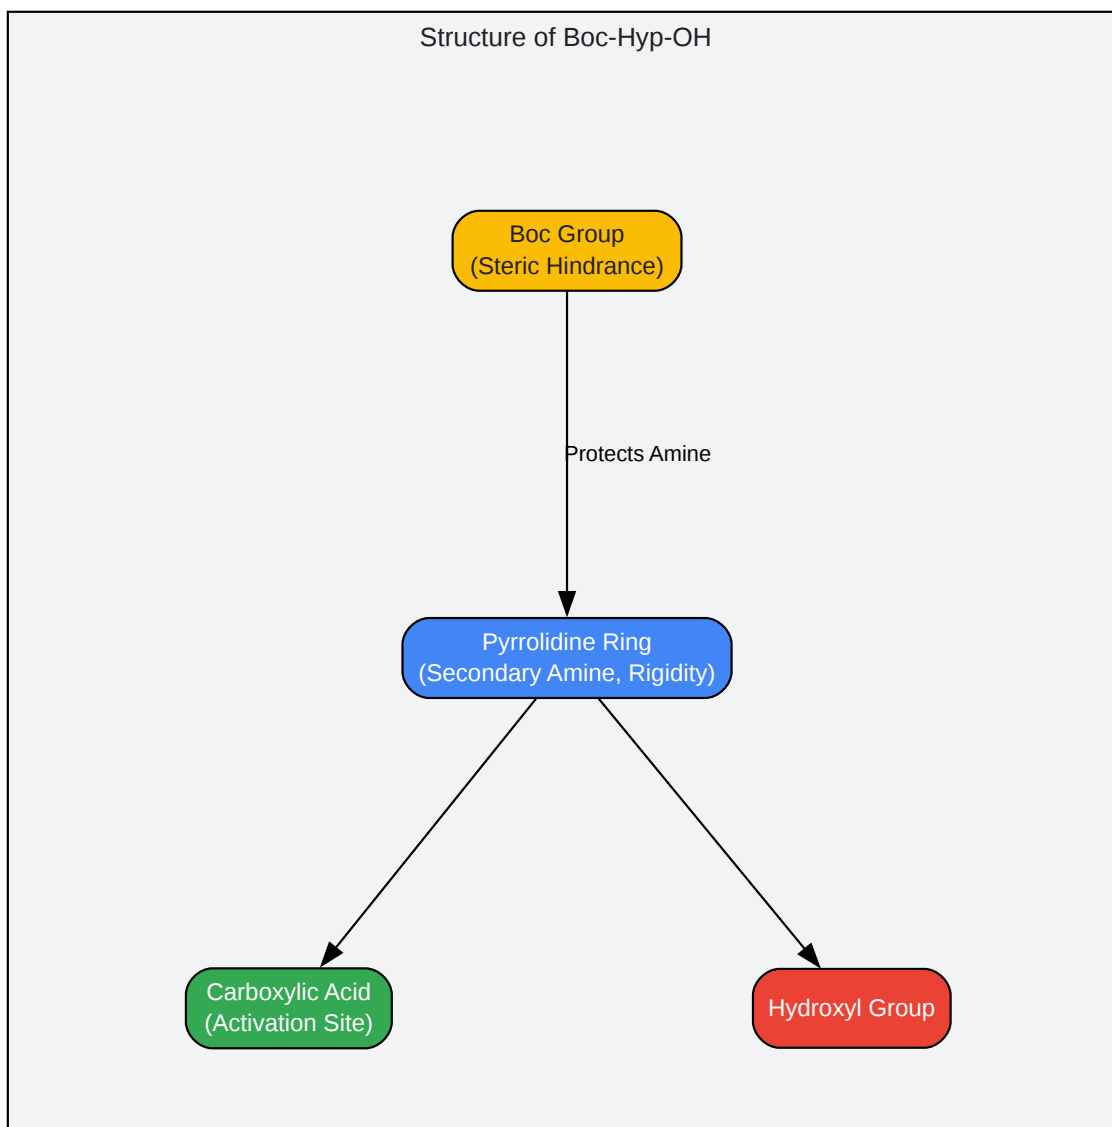 Structure of Boc-Hyp-OH
Boc Group
(Steric Hindrance)
Protects Amine
Pyrrolidine Ring
(Secondary Amine, Rigidity)
Carboxylic Acid
(Activation Site)
Hydroxyl Group